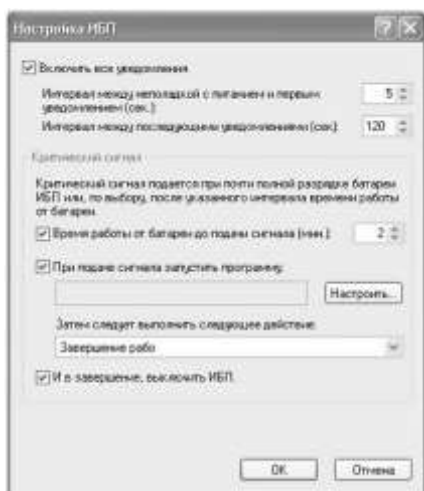 Настройка ИБП
Включить все уведомления
Интервал между неполадкой с питанием и первым
уведомлением (сек.)
5
Интервал между последующими уведомлениями (сек.)
120
Критический сигнал
Критический сигнал подается при почти полной разрядке батареи
ИБП или, по выбору, после указанного интервала времени работы
от батареи.
Время работы от батареи до подачи сигнала (мин.):
2
При подаче сигнала запустить программу:
Настроить...
Затем следует выполнить следующее действие:
Завершение рабо
И в завершение, выключить ИБП.
OK
Отмена